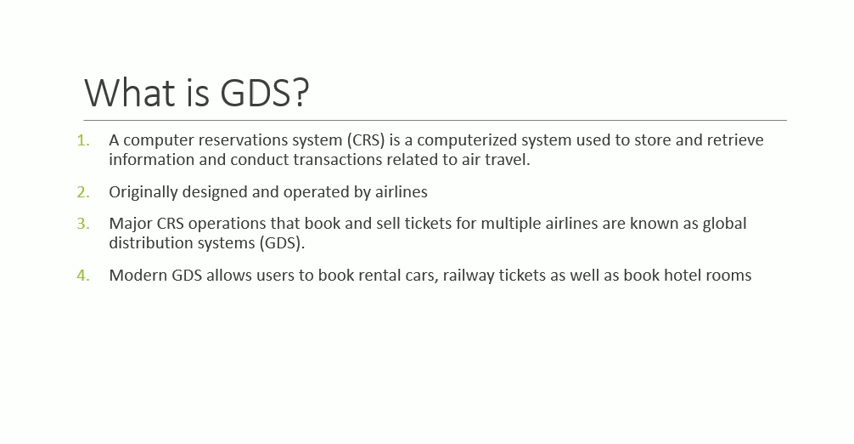 What is GDS?
1. A computer reservations system (CRS) is a computerized system used to store and retrieve
information and conduct transactions related to air travel.
2. Originally designed and operated by airlines
3. Major CRS operations that book and sell tickets for multiple airlines are known as global
distribution systems (GDS).
4. Modern GDS allows users to book rental cars, railway tickets as well as book hotel rooms